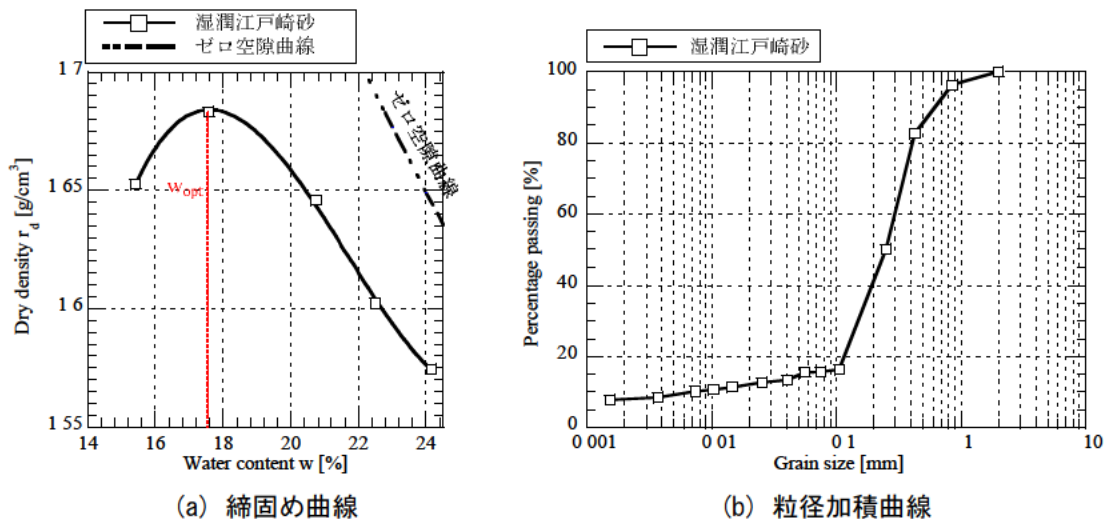 湿潤江戸崎砂
ゼロ空隙曲線
Dry density r_d [g/cm³]
1 7
1 65
1 6
1 55
ゼロ空隙曲線
w_opt
14 16 18 20 22 24
Water content w [%]
(a) 締固め曲線
湿潤江戸崎砂
Percentage passing [%]
100
80
60
40
20
0
0 001 0 01 0 1 1 10
Grain size [mm]
(b) 粒径加積曲線